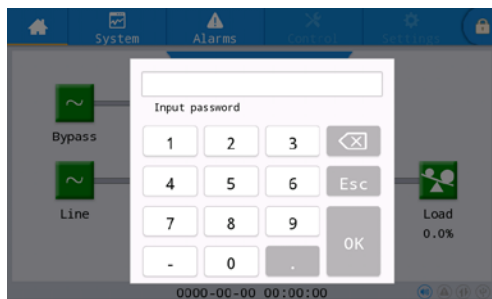 System Alarms Control Settings
Input password
1 2 3
Bypass
4 5 6 Esc
Line
7 8 9
Load
0.0%
OK
- 0 .
0000-00-00 00:00:00